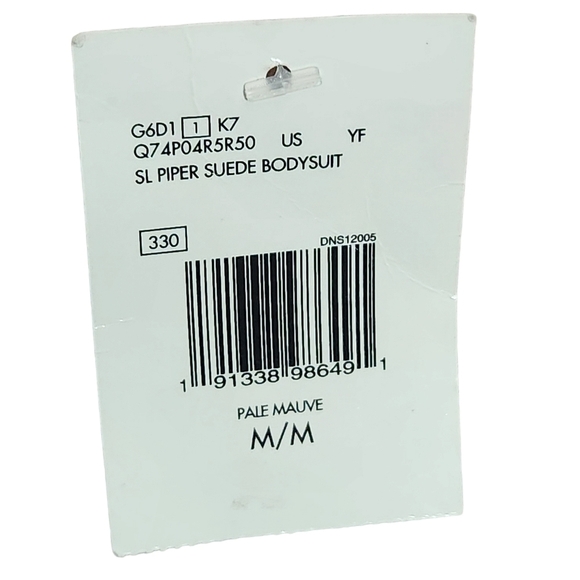 G6D1 1 K7
Q74P04R5R50 US YF
SL PIPER SUEDE BODYSUIT
330
DNS12005
1 91338 98649 1
PALE MAUVE
M/M